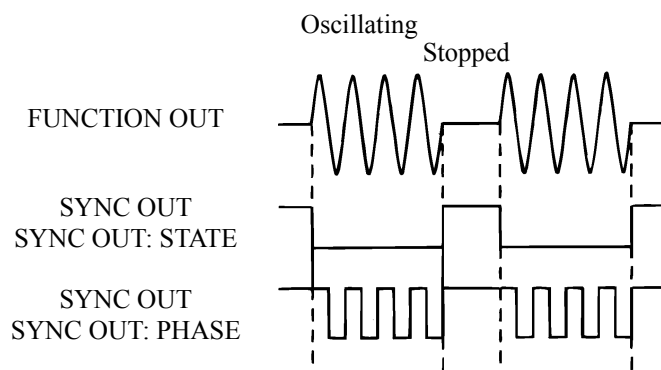 Oscillating
Stopped
FUNCTION OUT
SYNC OUT
SYNC OUT: STATE
SYNC OUT
SYNC OUT: PHASE